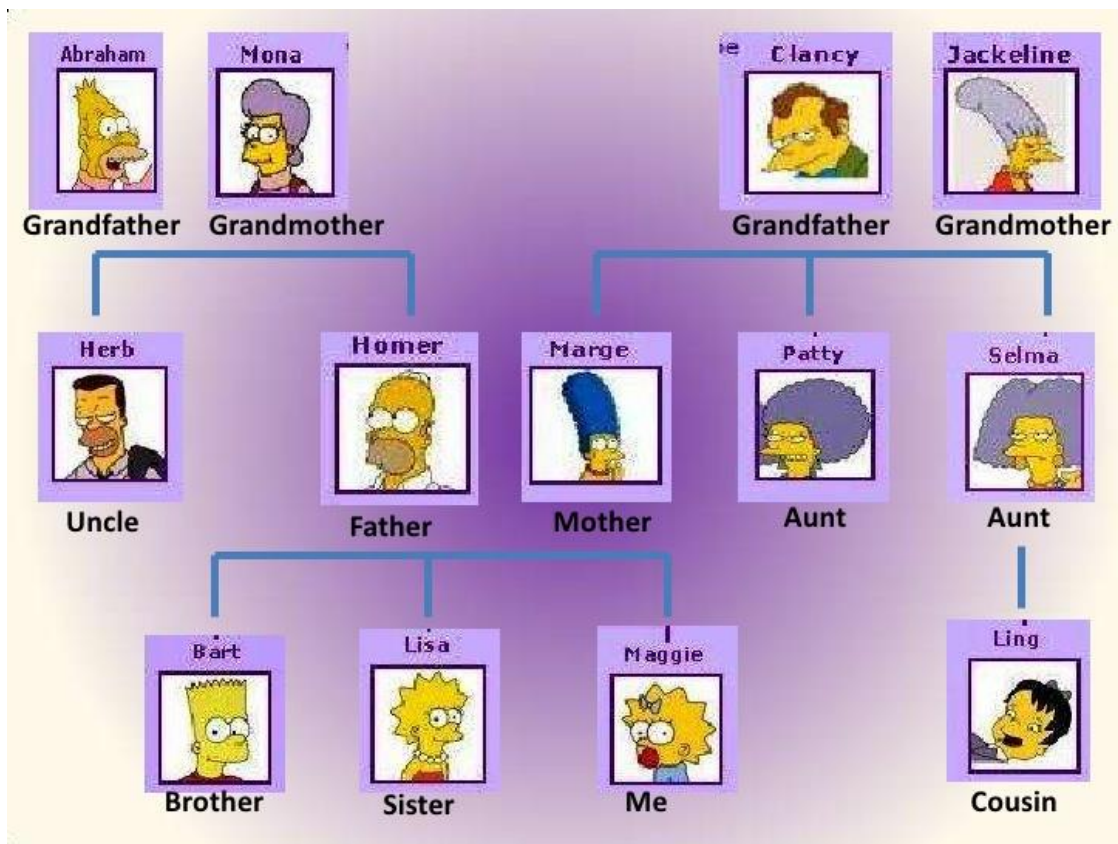 Abraham
Mona
Clancy
Jackeline
Grandfather
Grandmother
Grandfather
Grandmother
Herb
Homer
Marge
Patty
Selma
Uncle
Father
Mother
Aunt
Aunt
Bart
Lisa
Maggie
Ling
Brother
Sister
Me
Cousin